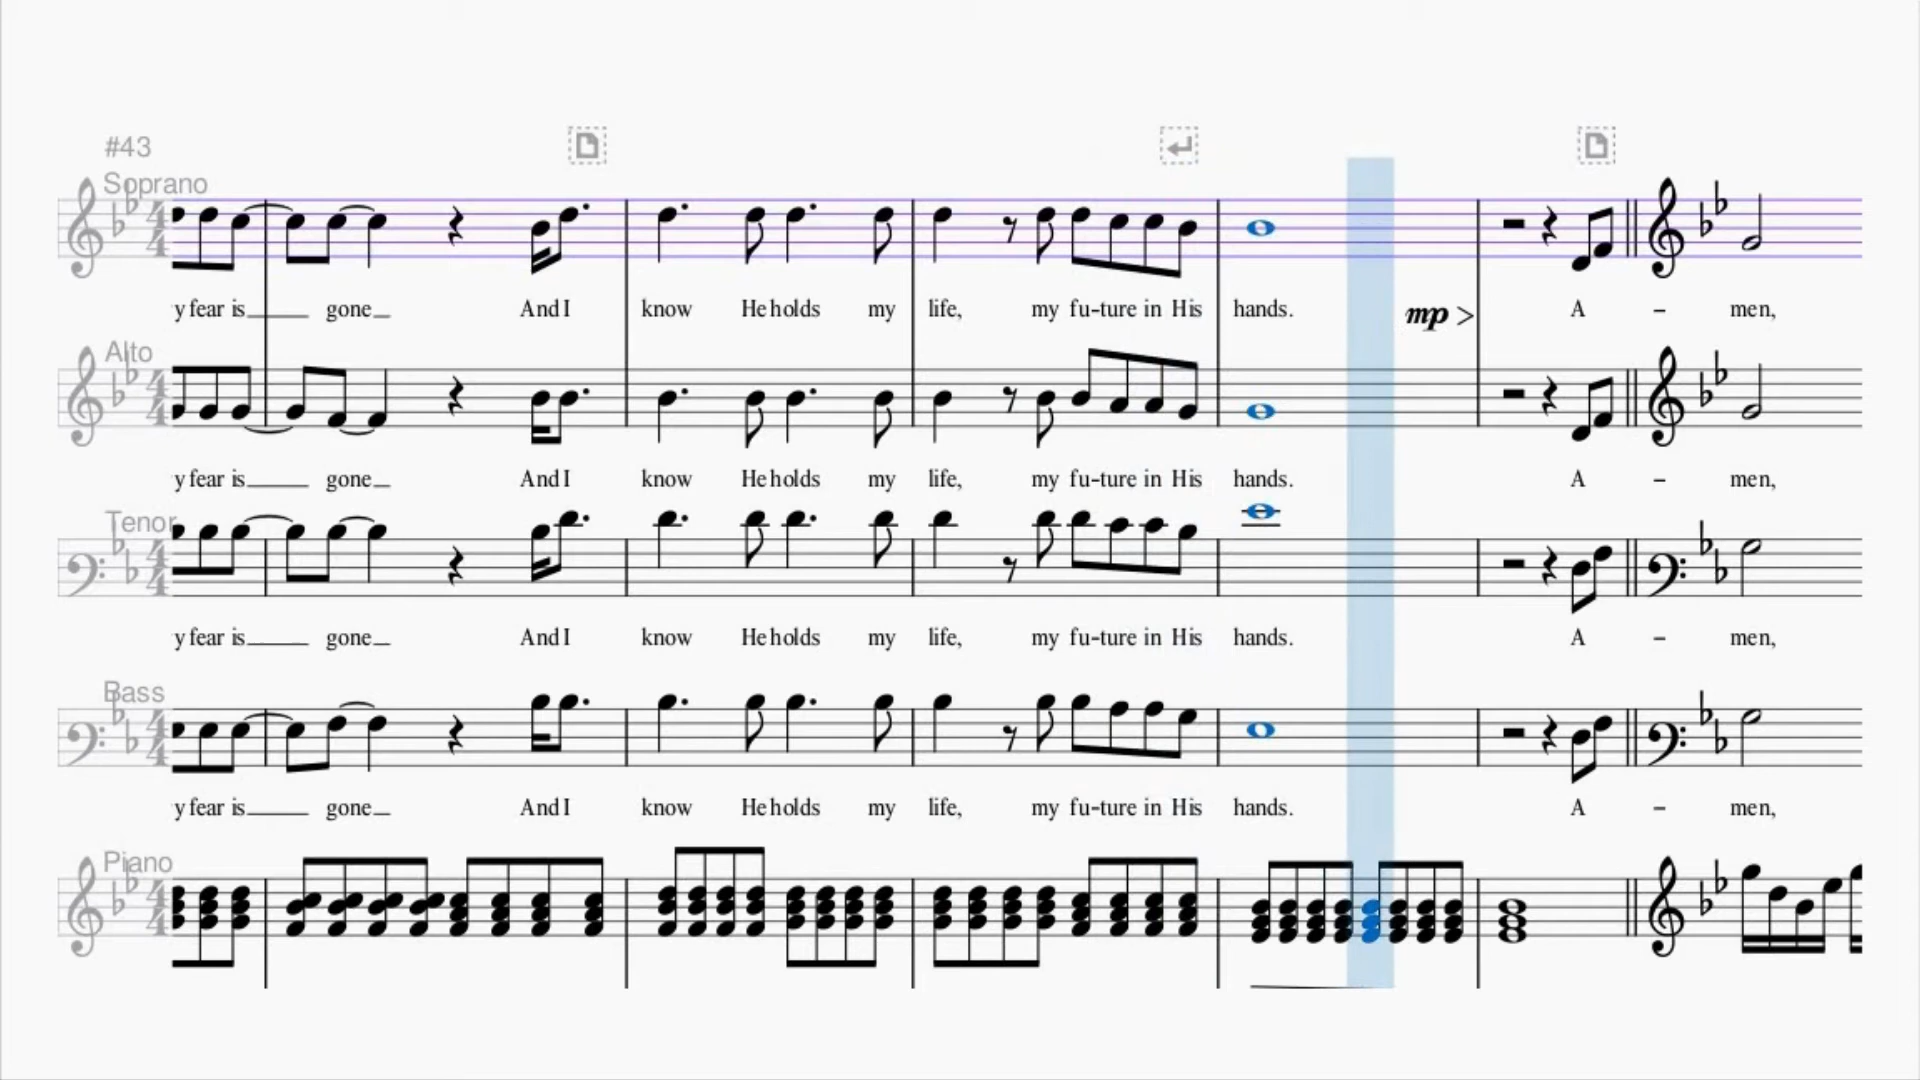 #43
Soprano
y fear is gone And I know He holds my life, my fu-ture in His hands. A - men,
mp
Alto
y fear is gone And I know He holds my life, my fu-ture in His hands. A - men,
Tenor
y fear is gone And I know He holds my life, my fu-ture in His hands. A - men,
Bass
y fear is gone And I know He holds my life, my fu-ture in His hands. A - men,
Piano